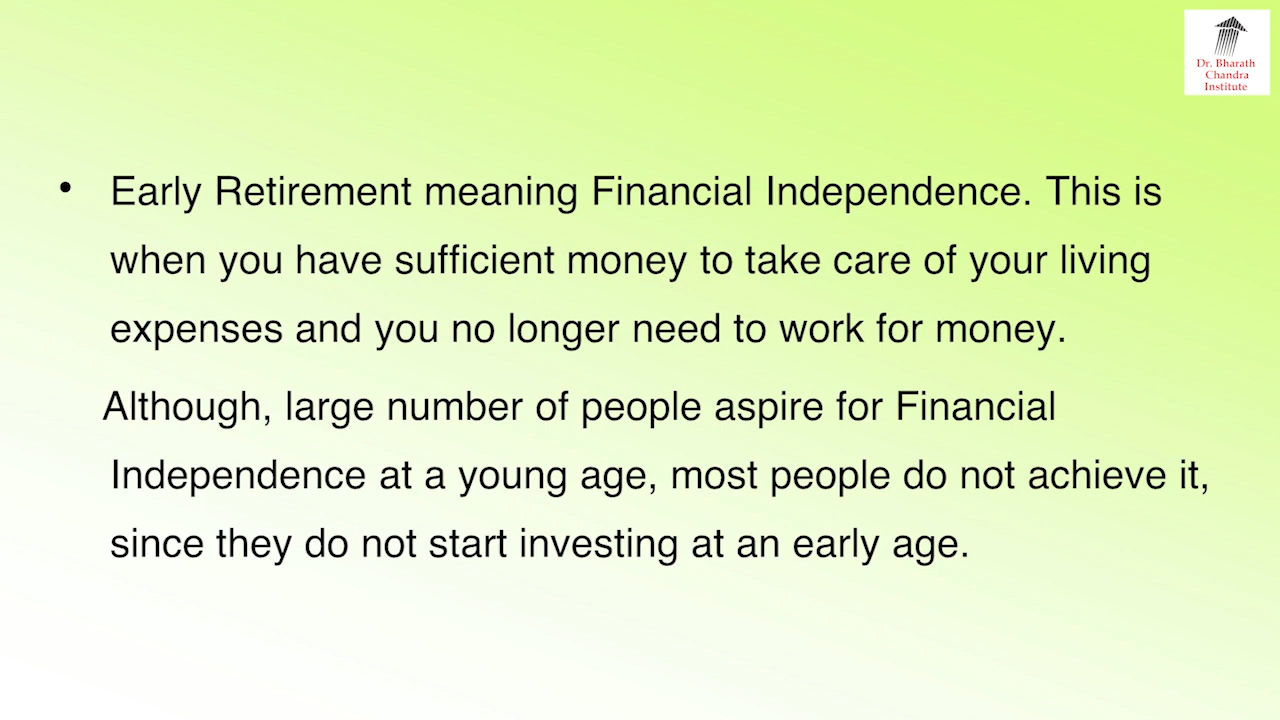 Dr. Bharath
Chandra
Institute
• Early Retirement meaning Financial Independence. This is
when you have sufficient money to take care of your living
expenses and you no longer need to work for money.
Although, large number of people aspire for Financial
Independence at a young age, most people do not achieve it,
since they do not start investing at an early age.